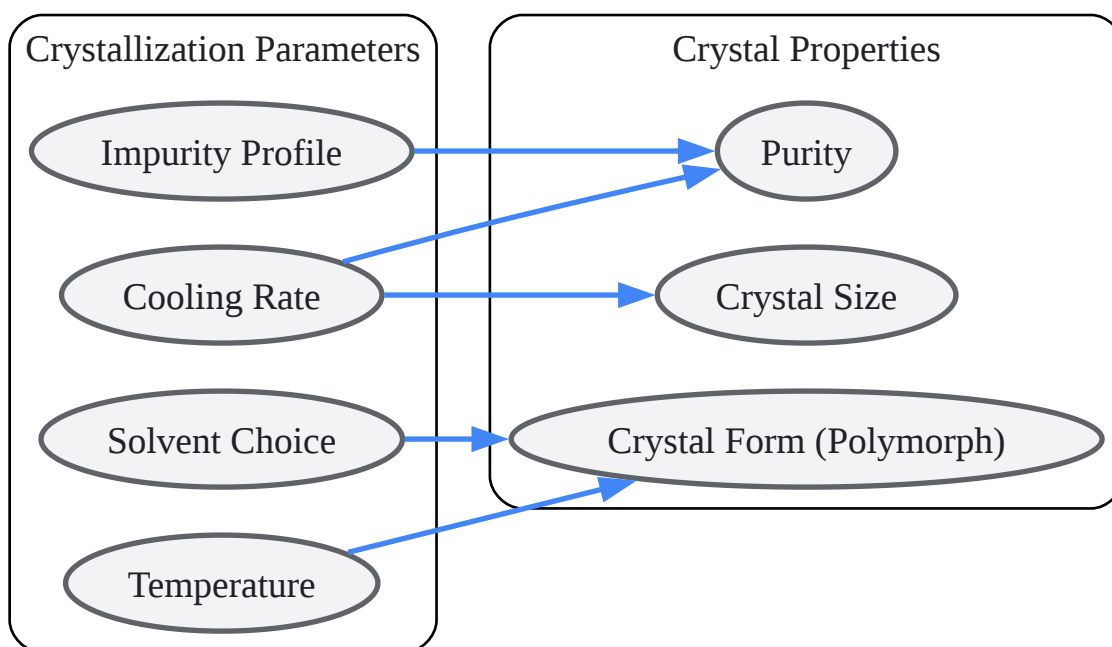 Crystallization Parameters
Crystal Properties
Impurity Profile
Purity
Cooling Rate
Crystal Size
Solvent Choice
Crystal Form (Polymorph)
Temperature